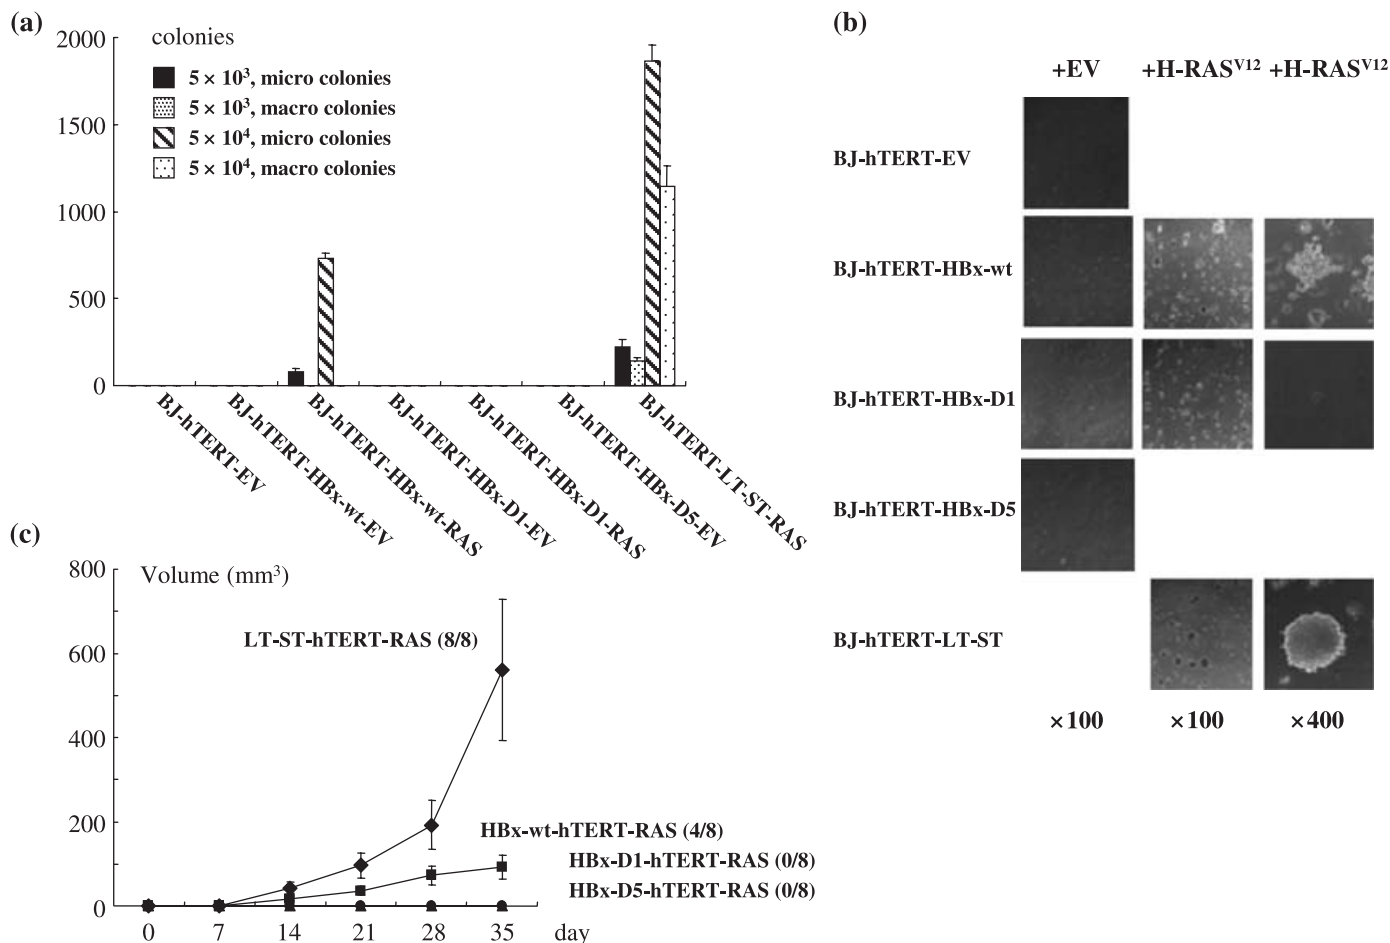 (a)
colonies
5 × 10³, micro colonies
5 × 10³, macro colonies
5 × 10⁴, micro colonies
5 × 10⁴, macro colonies
2000
1500
1000
500
0
BJ-hTERT-EV
BJ-hTERT-HBx-wt-EV
BJ-hTERT-HBx-wt-RAS
BJ-hTERT-HBx-D1-EV
BJ-hTERT-HBx-D1-RAS
BJ-hTERT-HBx-D5-EV
BJ-hTERT-LT-ST-RAS
(b)
+EV +H-RASⱽ¹² +H-RASⱽ¹²
BJ-hTERT-EV
BJ-hTERT-HBx-wt
BJ-hTERT-HBx-D1
BJ-hTERT-HBx-D5
BJ-hTERT-LT-ST
×100 ×100 ×400
(c)
Volume (mm³)
800
600
400
200
0
LT-ST-hTERT-RAS (8/8)
HBx-wt-hTERT-RAS (4/8)
HBx-D1-hTERT-RAS (0/8)
HBx-D5-hTERT-RAS (0/8)
0 7 14 21 28 35 day